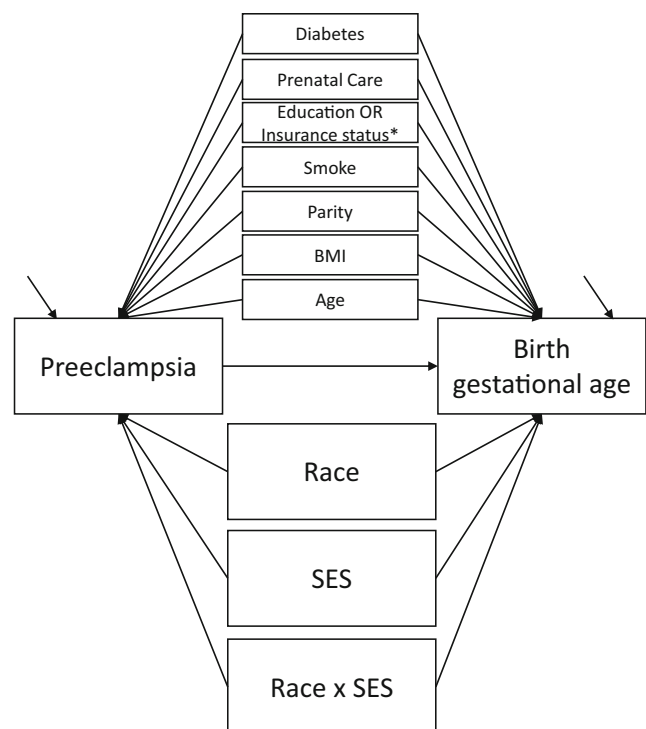 Diabetes
Prenatal Care
Education OR
Insurance status*
Smoke
Parity
BMI
Age
Preeclampsia
Birth
gestational age
Race
SES
Race x SES